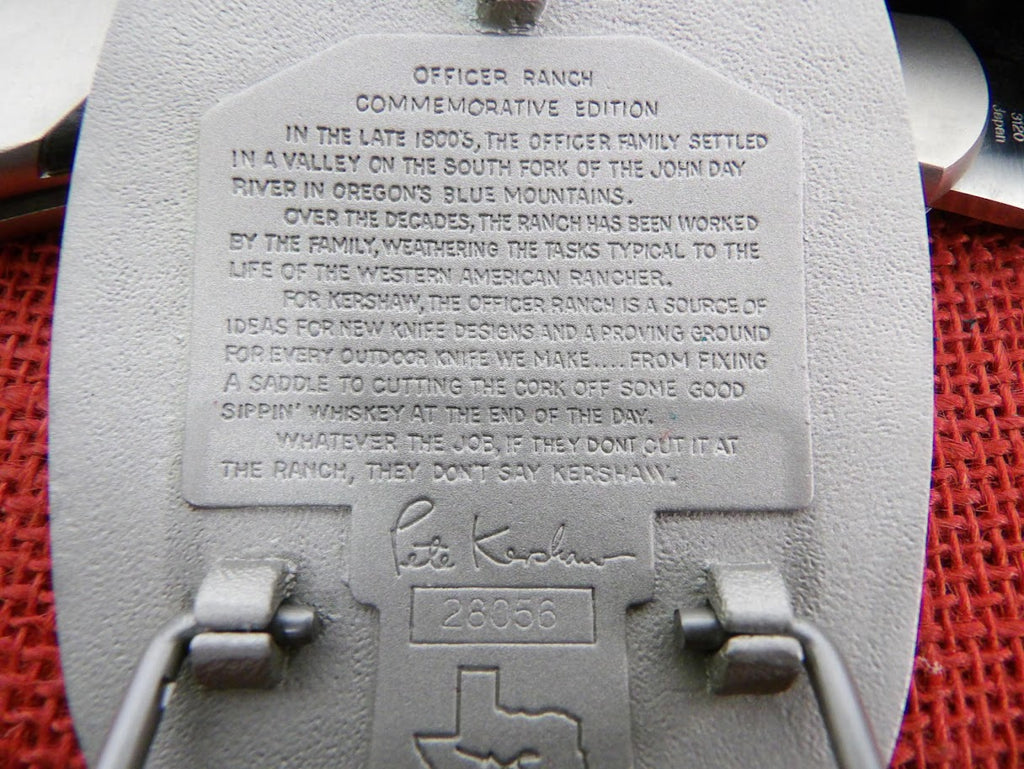 OFFICER RANCH
COMMEMORATIVE EDITION
IN THE LATE 1800'S, THE OFFICER FAMILY SETTLED
IN A VALLEY ON THE SOUTH FORK OF THE JOHN DAY
RIVER IN OREGON'S BLUE MOUNTAINS.
OVER THE DECADES, THE RANCH HAS BEEN WORKED
BY THE FAMILY, WEATHERING THE TASKS TYPICAL TO THE
LIFE OF THE WESTERN AMERICAN RANCHER.
FOR KERSHAW, THE OFFICER RANCH IS A SOURCE OF
IDEAS FOR NEW KNIFE DESIGNS AND A PROVING GROUND
FOR EVERY OUTDOOR KNIFE WE MAKE.... FROM FIXING
A SADDLE TO CUTTING THE CORK OFF SOME GOOD
SIPPIN' WHISKEY AT THE END OF THE DAY.
WHATEVER THE JOB, IF THEY DONT CUT IT AT
THE RANCH, THEY DON'T SAY KERSHAW.
Pete Kershaw
28056
3120
Japan